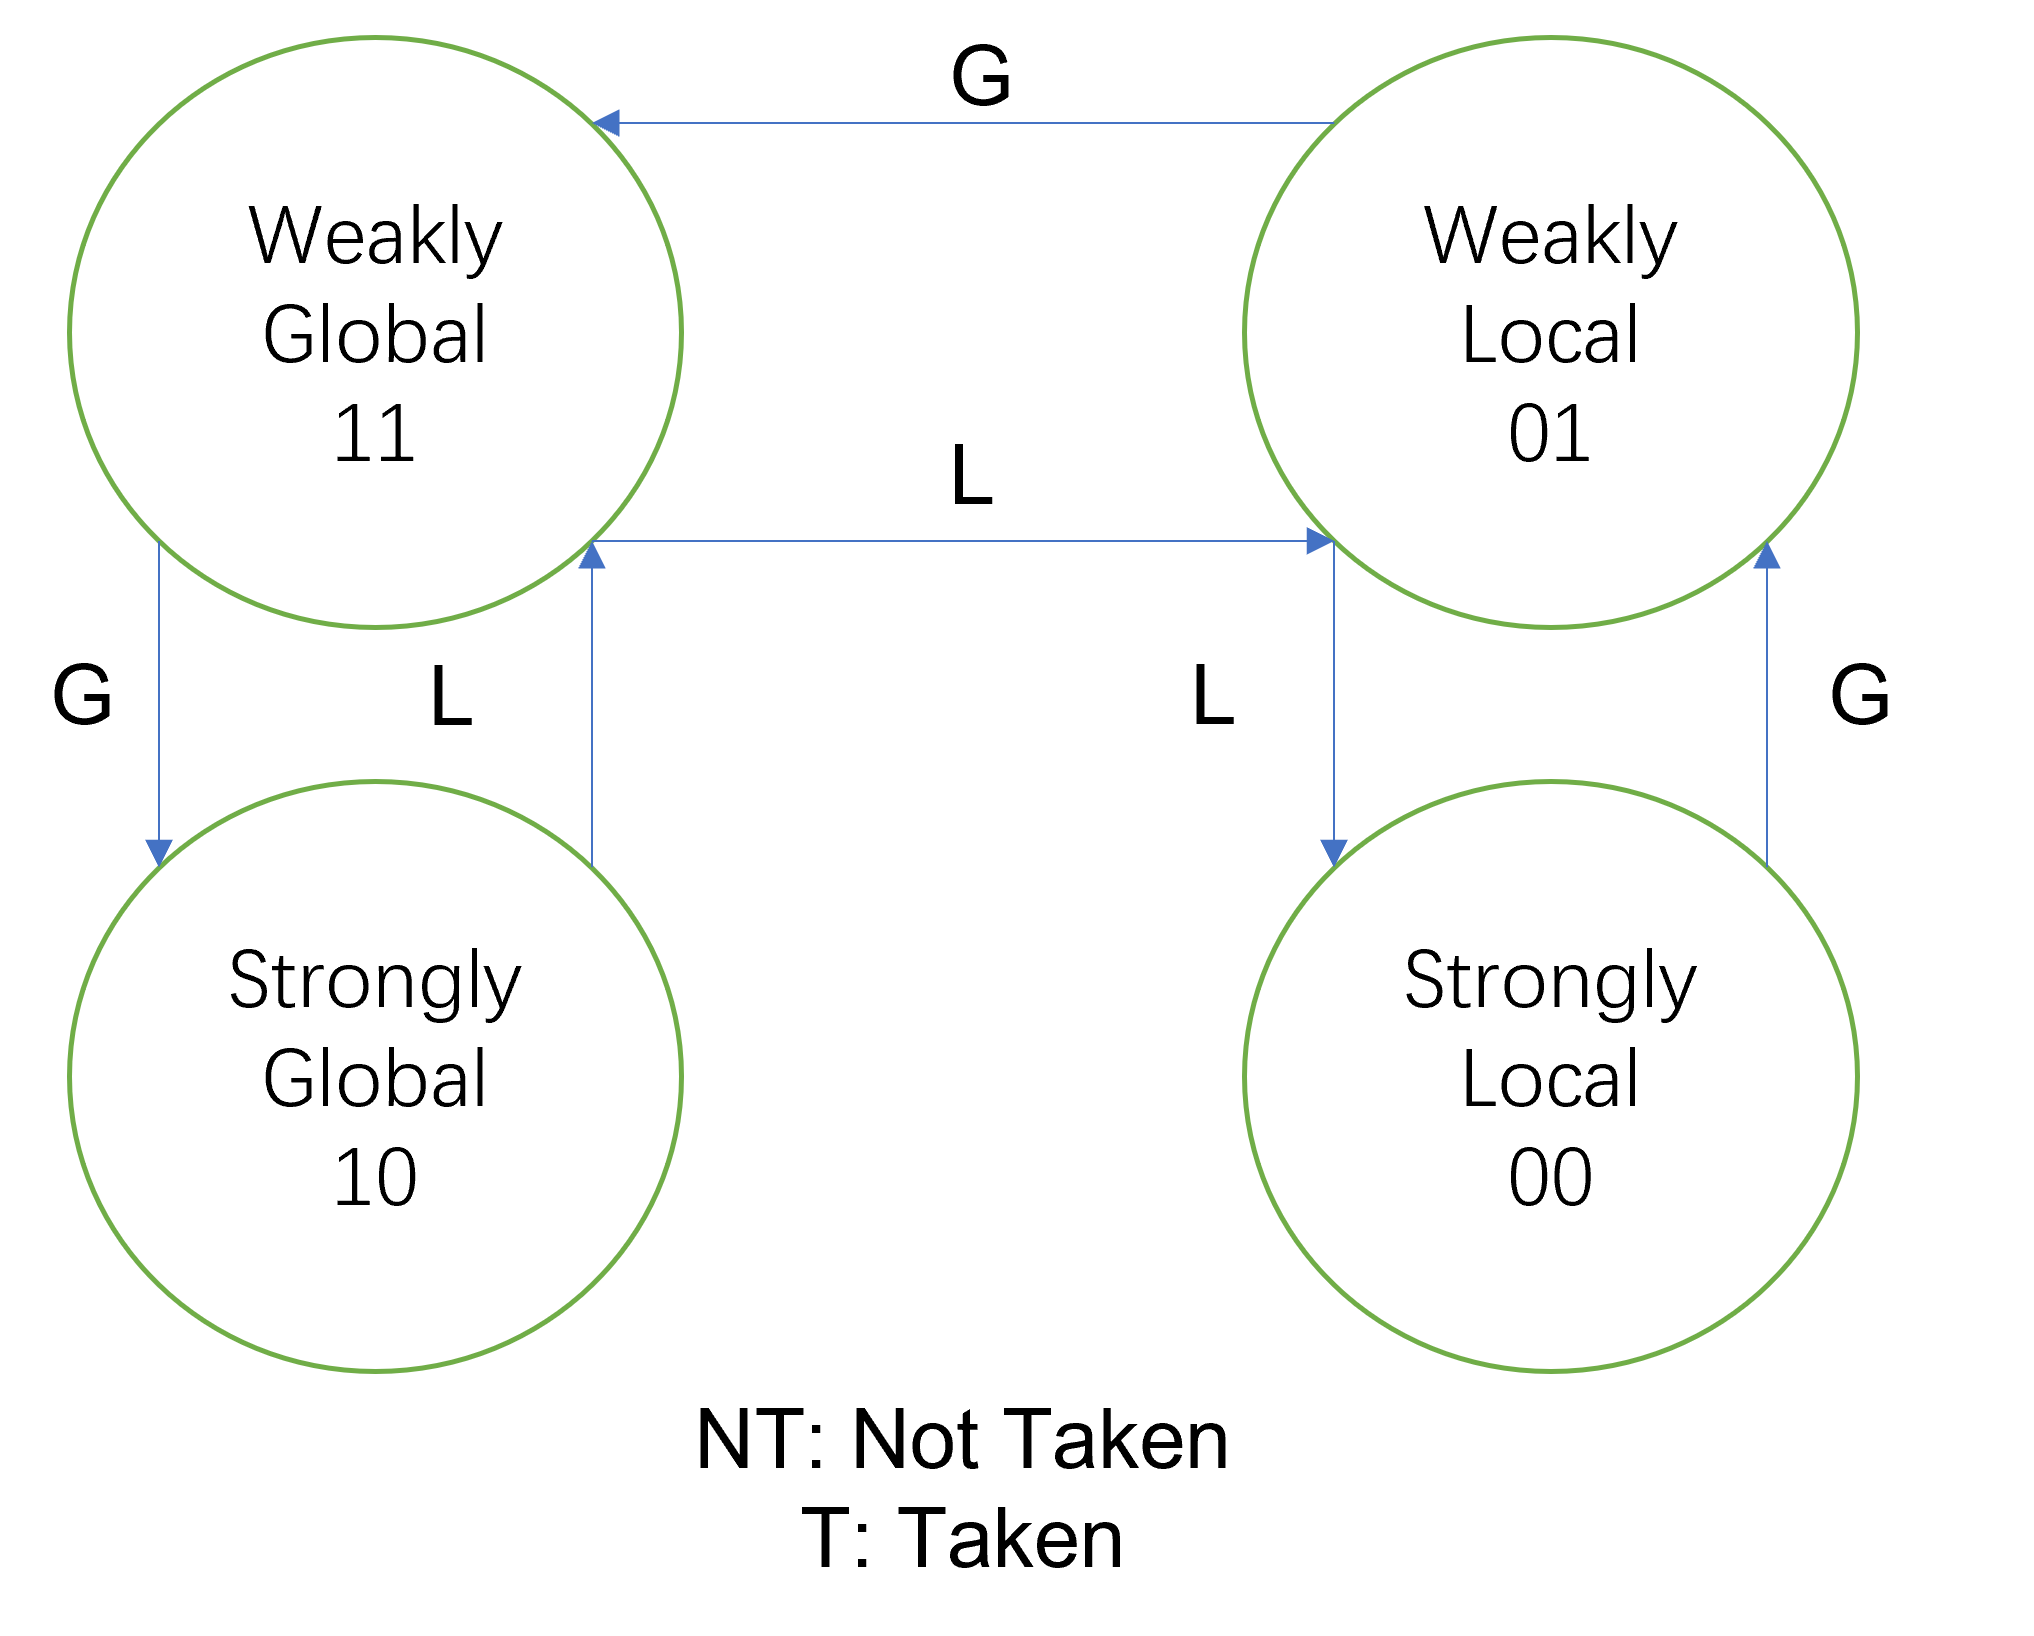 G
Weakly
Global
11
Weakly
Local
01
L
G
L
L
G
Strongly
Global
10
Strongly
Local
00
NT: Not Taken
T: Taken